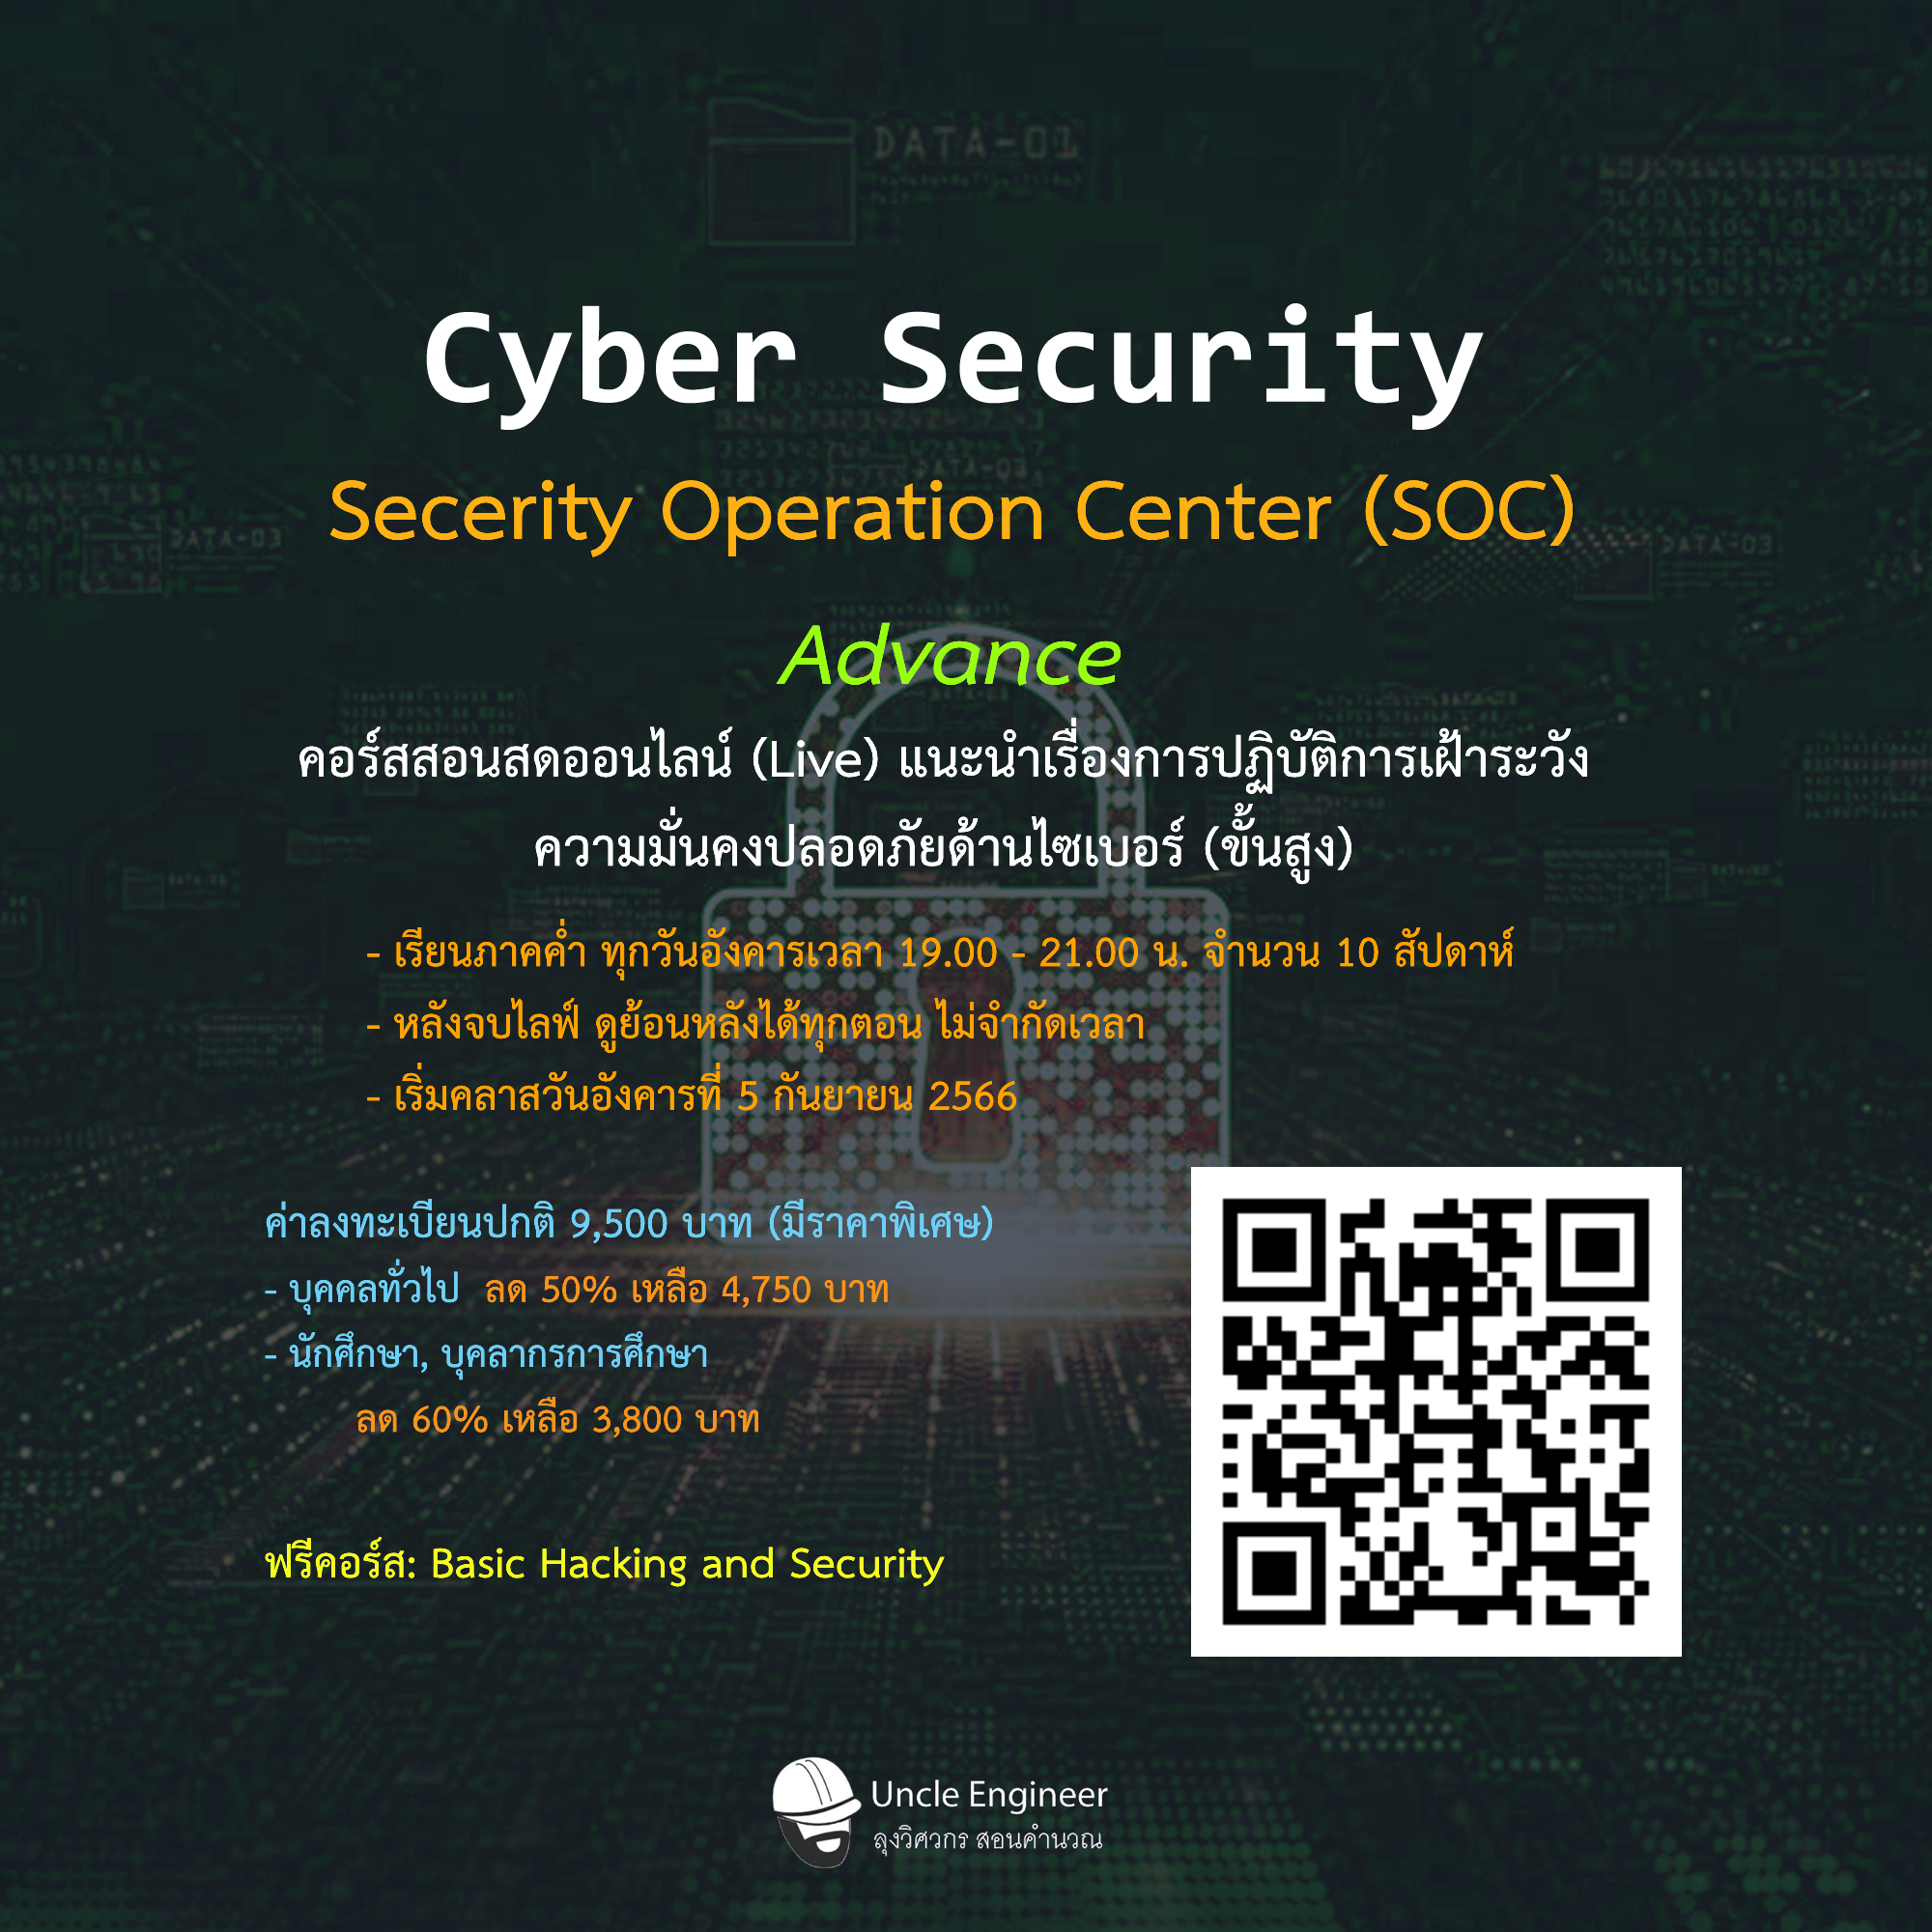 DATA-01
Cyber Security
DATA-03
Secerity Operation Center (SOC)
DATA-03
DATA-03
Advance
คอร์สสอนสดออนไลน์ (Live) แนะนำเรื่องการปฏิบัติการเฝ้าระวัง
ความมั่นคงปลอดภัยด้านไซเบอร์ (ขั้นสูง)
- เรียนภาคค่ำ ทุกวันอังคารเวลา 19.00 - 21.00 น. จำนวน 10 สัปดาห์
- หลังจบไลฟ์ ดูย้อนหลังได้ทุกตอน ไม่จำกัดเวลา
- เริ่มคลาสวันอังคารที่ 5 กันยายน 2566
ค่าลงทะเบียนปกติ 9,500 บาท (มีราคาพิเศษ)
- บุคคลทั่วไป ลด 50% เหลือ 4,750 บาท
- นักศึกษา, บุคลากรการศึกษา
ลด 60% เหลือ 3,800 บาท
ฟรีคอร์ส: Basic Hacking and Security
Uncle Engineer
ลุงวิศวกร สอนคำนวณ